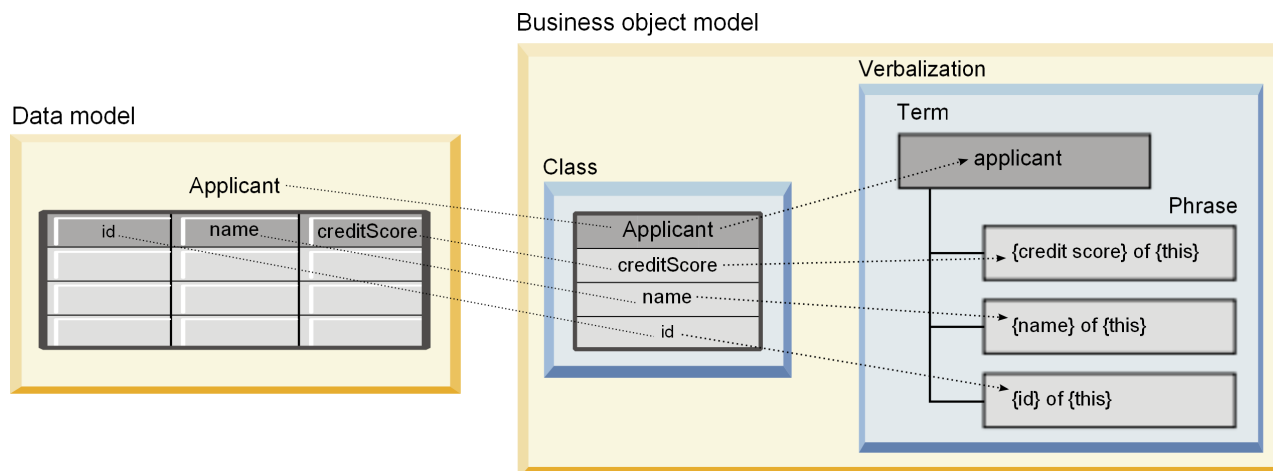 Business object model
Verbalization
Data model
Term
applicant
Class
Applicant
Phrase
id
name
creditScore
Applicant
{credit score} of {this}
creditScore
name
{name} of {this}
id
{id} of {this}